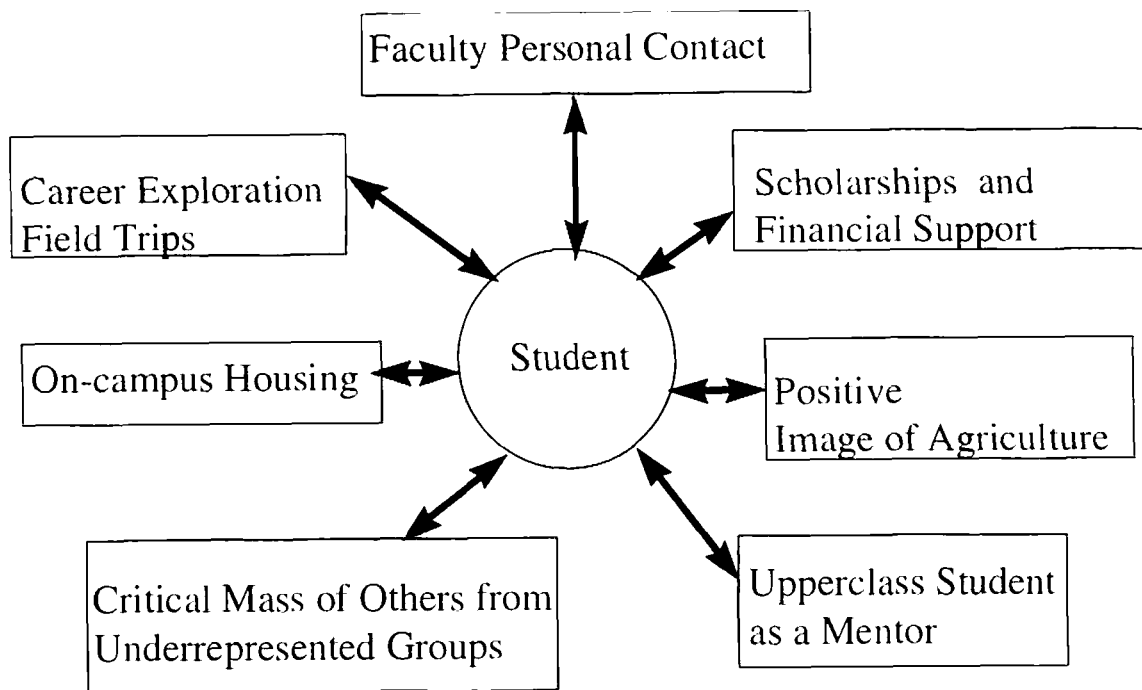 Faculty Personal Contact
Career Exploration
Field Trips
Scholarships and
Financial Support
Student
On-campus Housing
Positive
Image of Agriculture
Critical Mass of Others from
Underrepresented Groups
Upperclass Student
as a Mentor